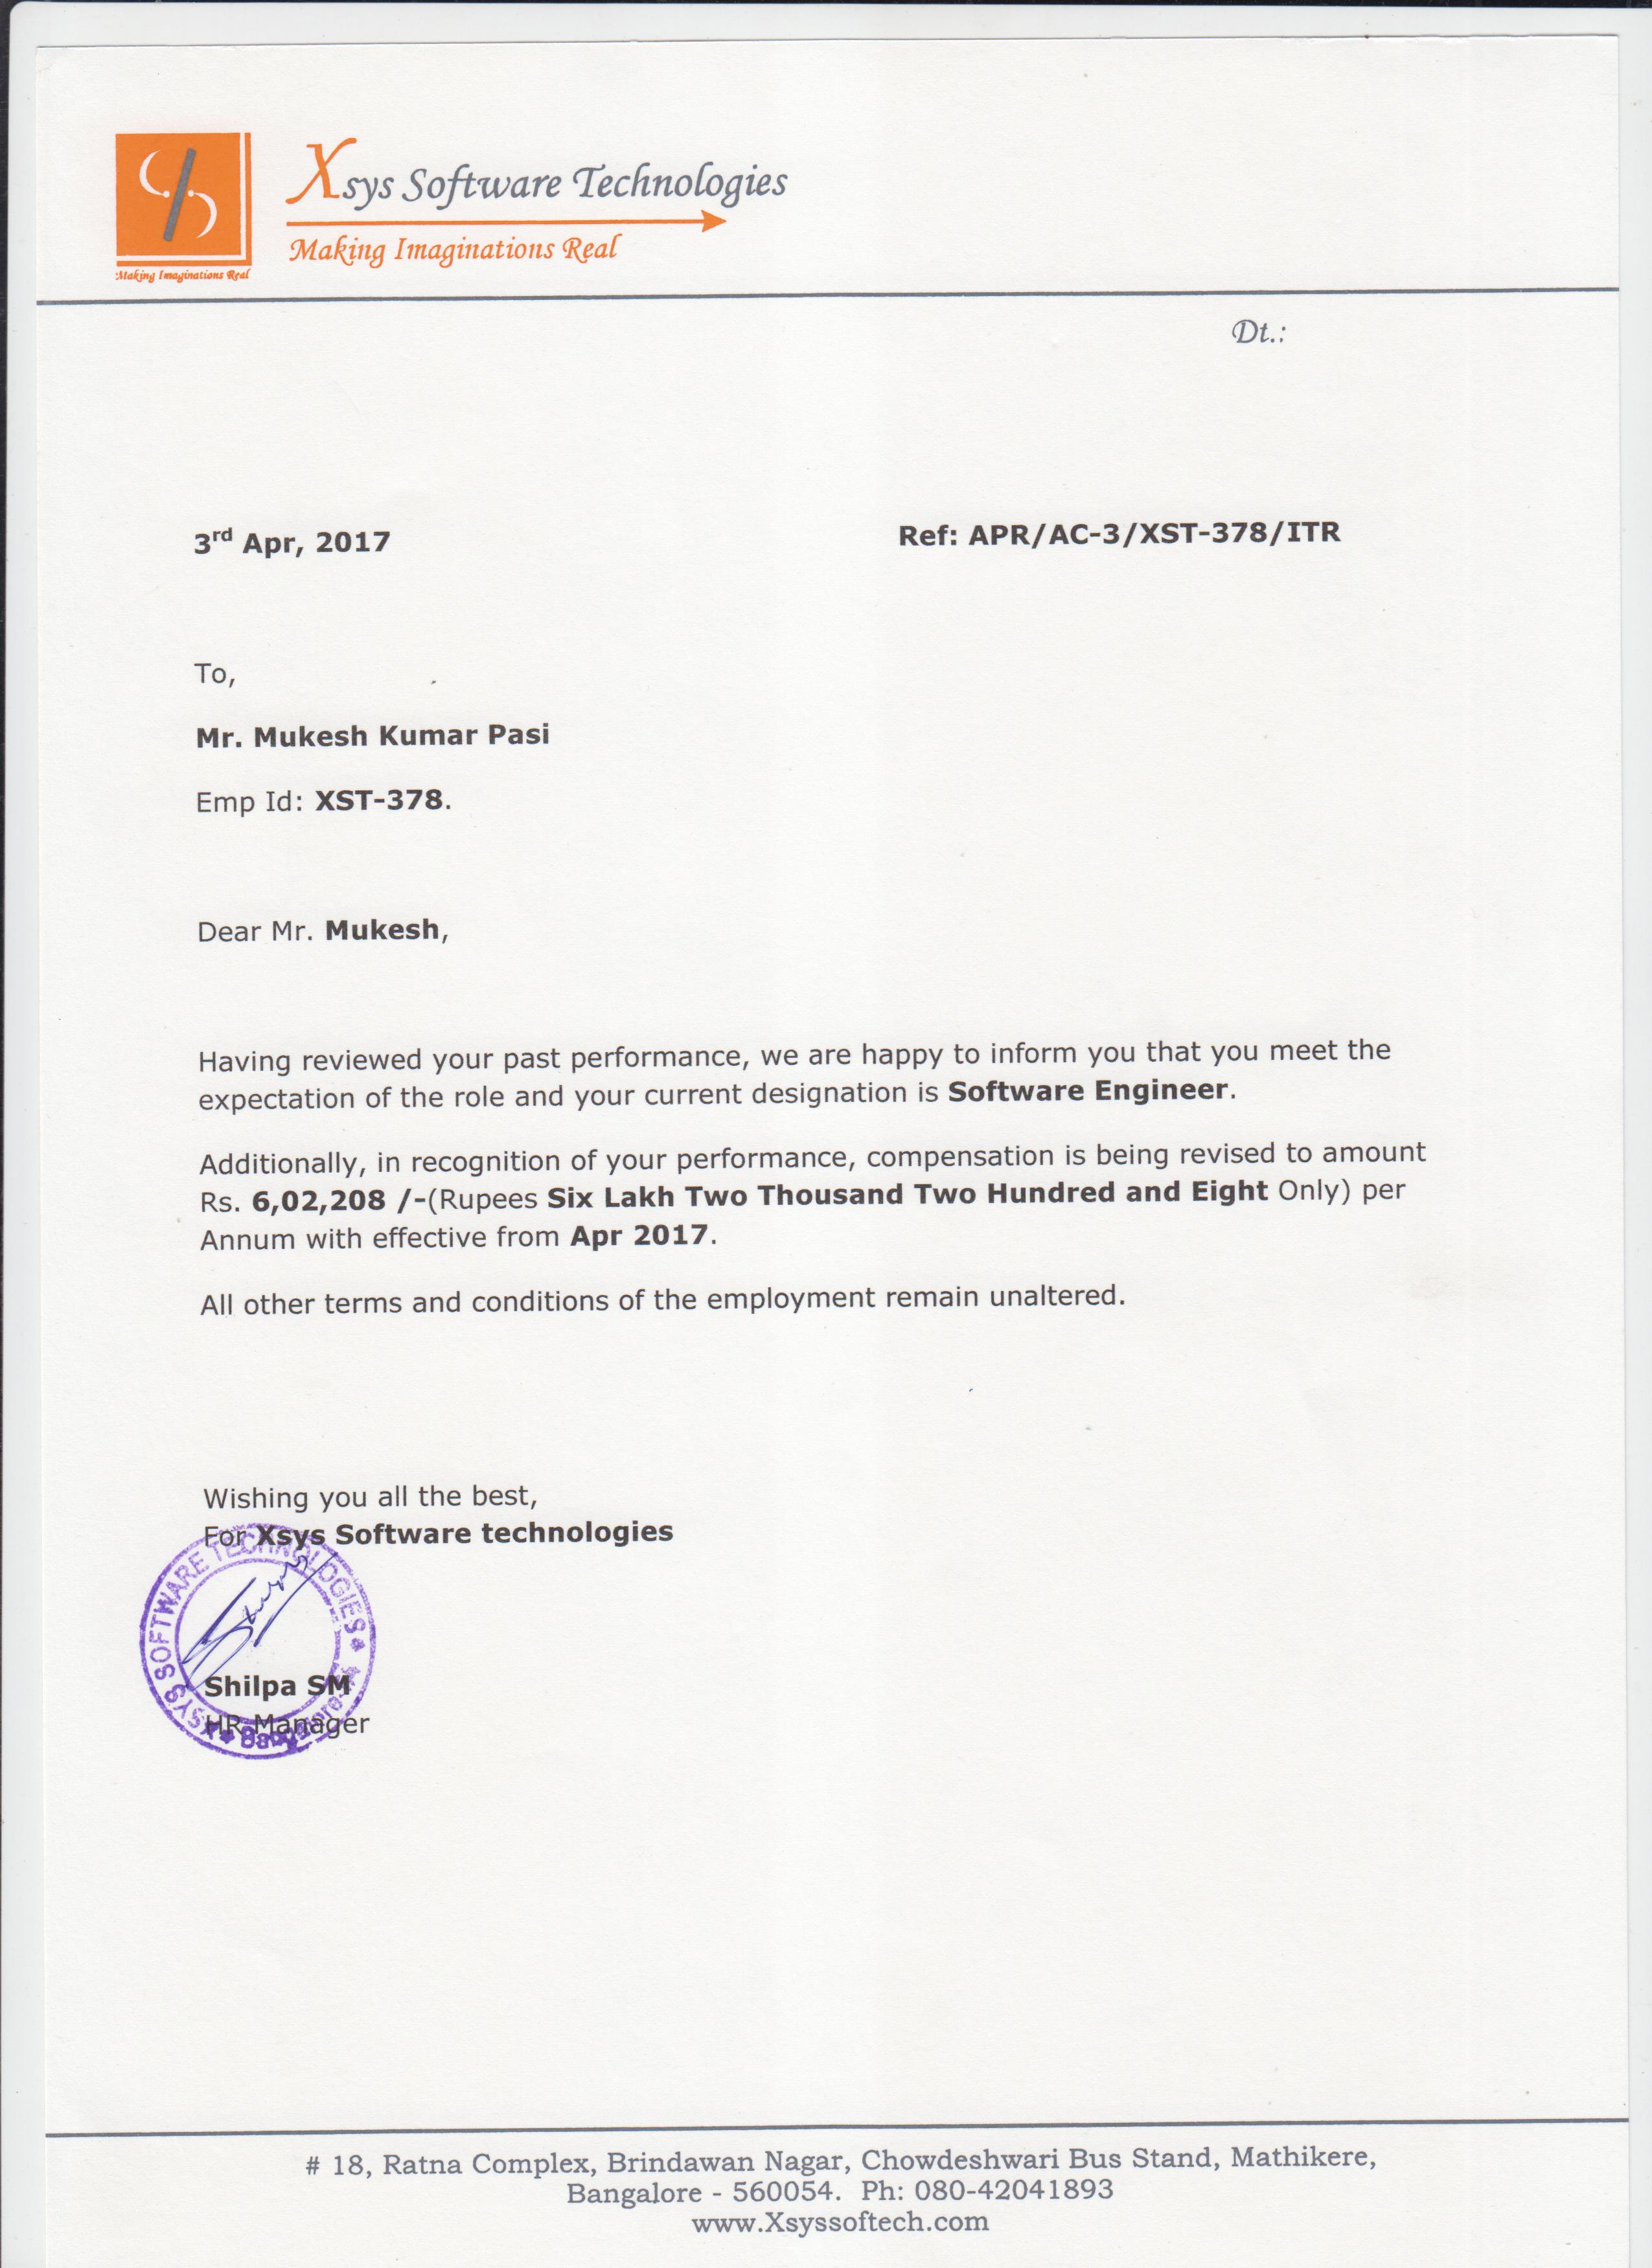 Xsys Software Technologies
Making Imaginations Real
Making Imaginations Real
Dt.:
3rd Apr, 2017 Ref: APR/AC-3/XST-378/ITR
To,
Mr. Mukesh Kumar Pasi
Emp Id: XST-378.
Dear Mr. Mukesh,
Having reviewed your past performance, we are happy to inform you that you meet the
expectation of the role and your current designation is Software Engineer.
Additionally, in recognition of your performance, compensation is being revised to amount
Rs. 6,02,208 /-(Rupees Six Lakh Two Thousand Two Hundred and Eight Only) per
Annum with effective from Apr 2017.
All other terms and conditions of the employment remain unaltered.
Wishing you all the best,
For Xsys Software technologies
XSYS SOFTWARE TECHNOLOGIES
Shilpa SM
HR Manager
# 18, Ratna Complex, Brindawan Nagar, Chowdeshwari Bus Stand, Mathikere,
Bangalore - 560054. Ph: 080-42041893
www.Xsyssoftech.com